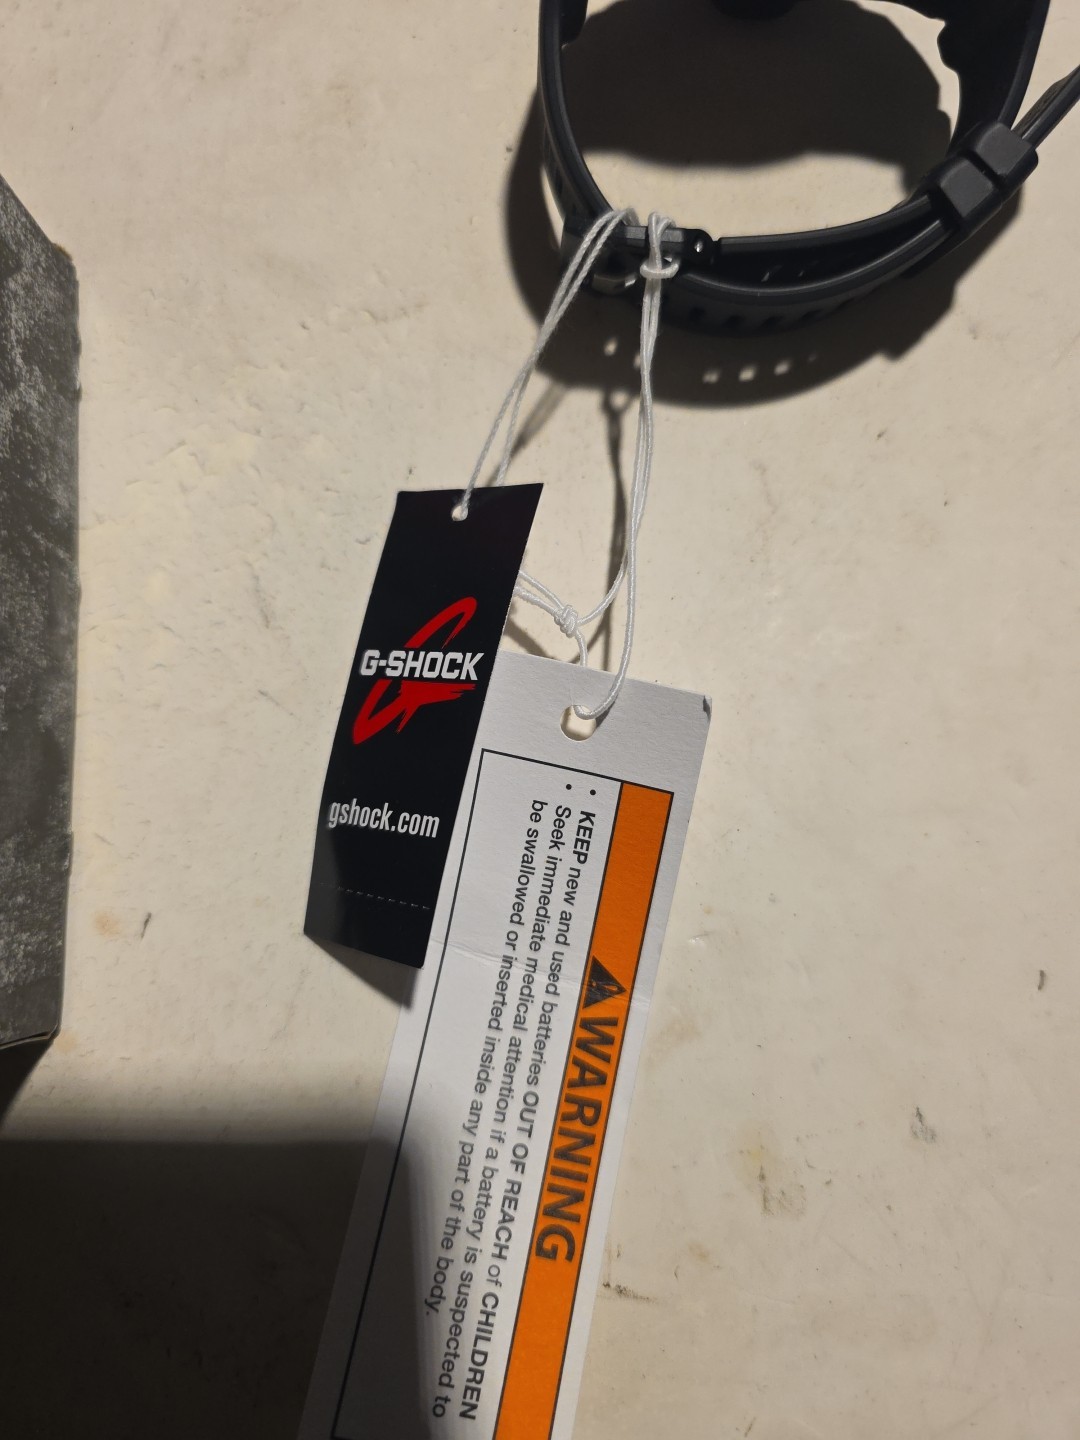 G-SHOCK
gshock.com
WARNING
• KEEP new and used batteries OUT OF REACH of CHILDREN
• Seek immediate medical attention if a battery is suspected to
be swallowed or inserted inside any part of the body.